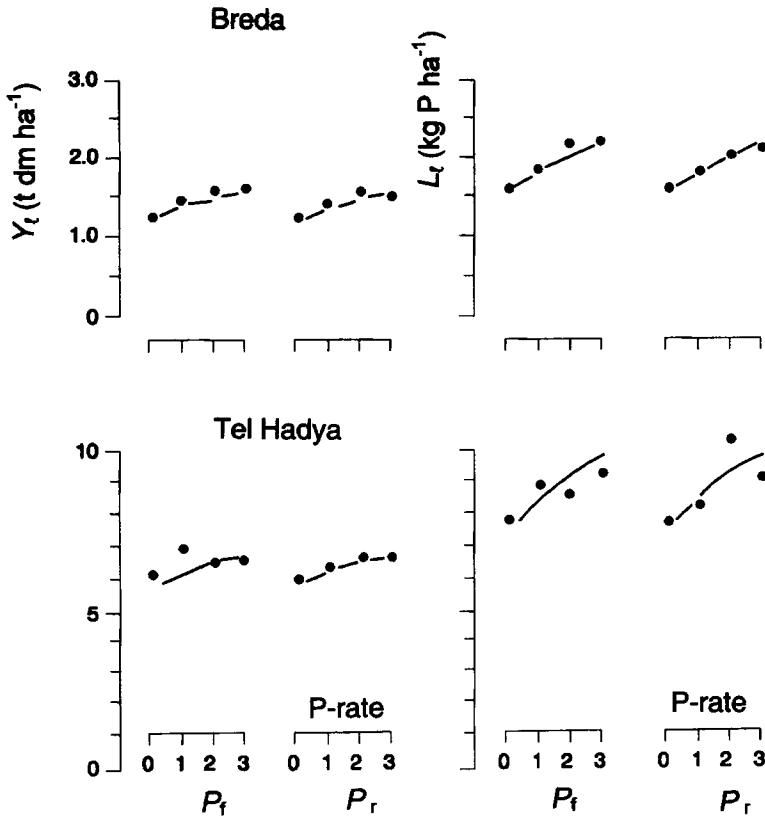 Breda
Yℓ (t dm ha⁻¹)
3.0
2.0
1.0
0
Lℓ (kg P ha⁻¹)
Tel Hadya
10
5
0
P-rate
0 1 2 3
0 1 2 3
Pf
Pr
P-rate
0 1 2 3
0 1 2 3
Pf
Pr